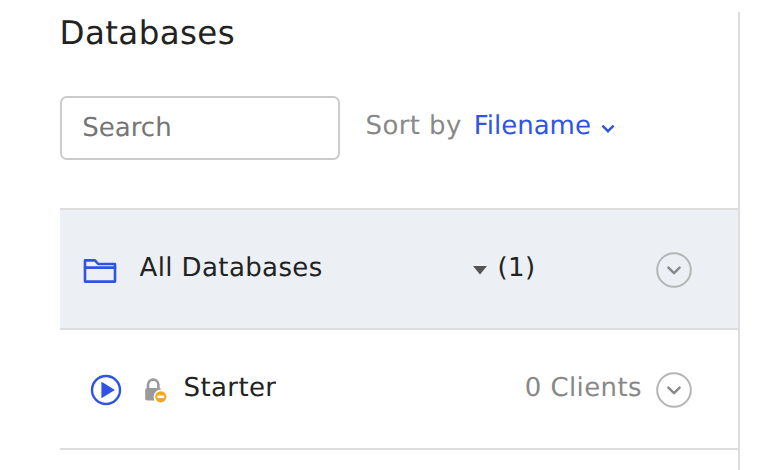 Databases
Search
Sort by Filename
All Databases (1)
Starter 0 Clients